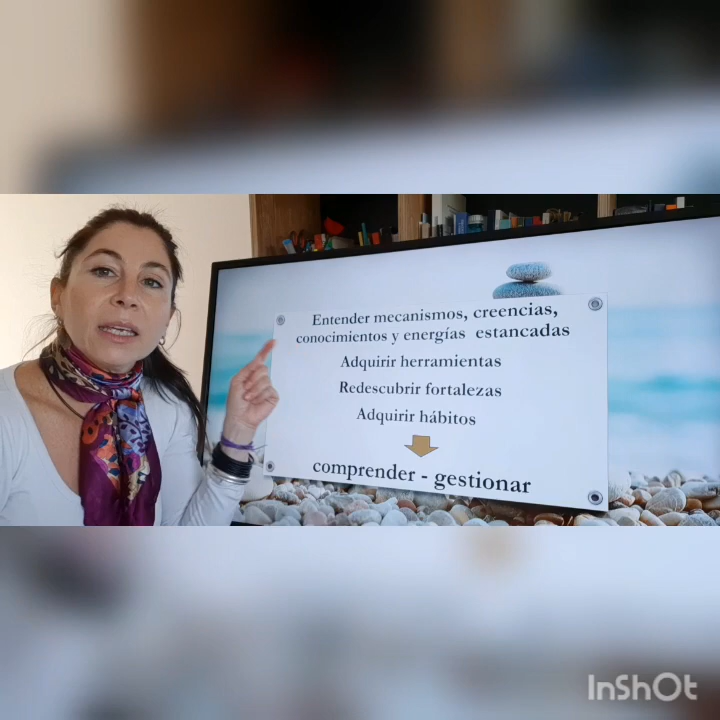 Entender mecanismos, creencias,
conocimientos y energías estancadas
Adquirir herramientas
Redescubrir fortalezas
Adquirir hábitos
comprender - gestionar
InShOt